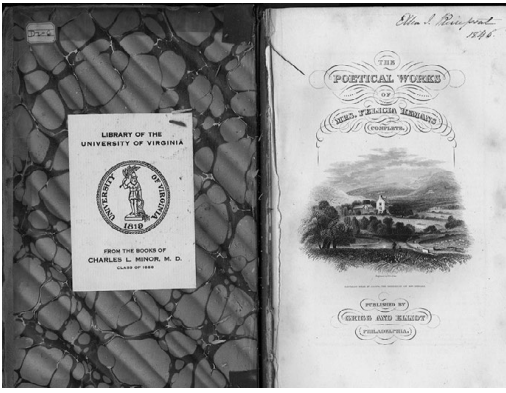 LIBRARY OF THE
UNIVERSITY OF VIRGINIA
UNIVERSITY OF VIRGINIA
1819
FROM THE BOOKS OF
CHARLES L. MINOR, M. D.
CLASS OF
1846
THE
POETICAL WORKS
OF
MRS. FELICIA HEMANS
COMPLETE.
PUBLISHED BY
GRIGG AND ELLIOT
PHILADELPHIA.